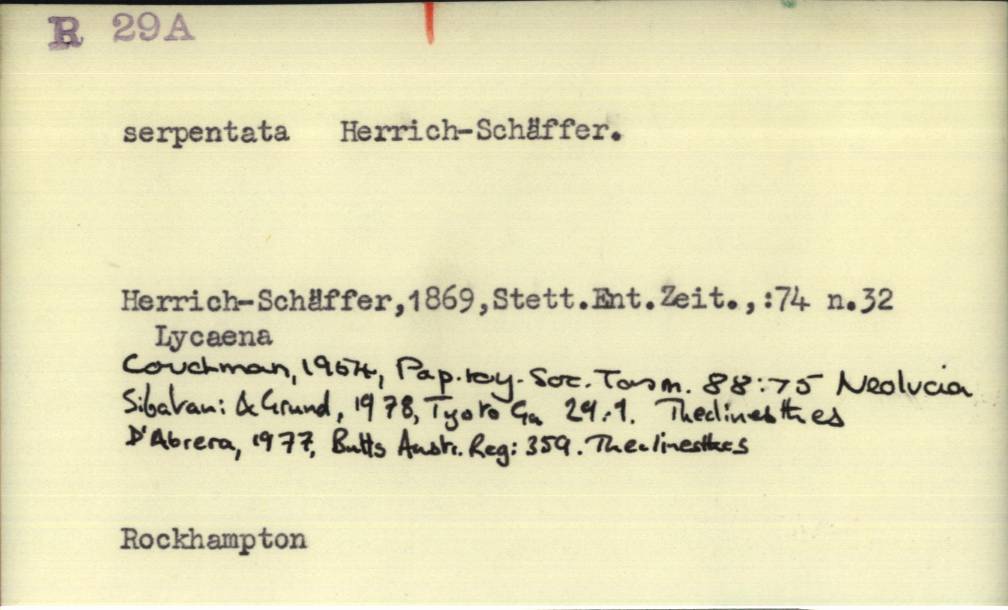 R 29A
serpentata Herrich-Schäffer.
Herrich-Schäffer,1869,Stett.Ent.Zeit.,:74 n.32
Lycaena
Couchman, 1954, Pap.roy. Soc. Tasm. 88:75 Neolucia
Sibatani & Grund, 1978, Tyo to Ga 29:1. Theclinesthes
D'Abrera, 1977, Butts Austr. Reg: 359. Theclinesthes
Rockhampton